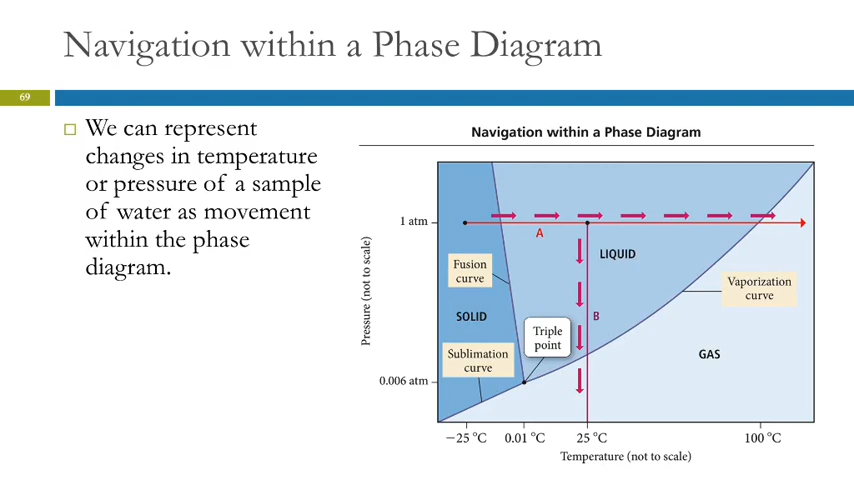 Navigation within a Phase Diagram
69
We can represent
changes in temperature
or pressure of a sample
of water as movement
within the phase
diagram.
Navigation within a Phase Diagram
Pressure (not to scale)
1 atm
0.006 atm
A
LIQUID
Fusion
curve
Vaporization
curve
SOLID
B
Triple
point
Sublimation
curve
GAS
−25 °C
0.01 °C
25 °C
100 °C
Temperature (not to scale)